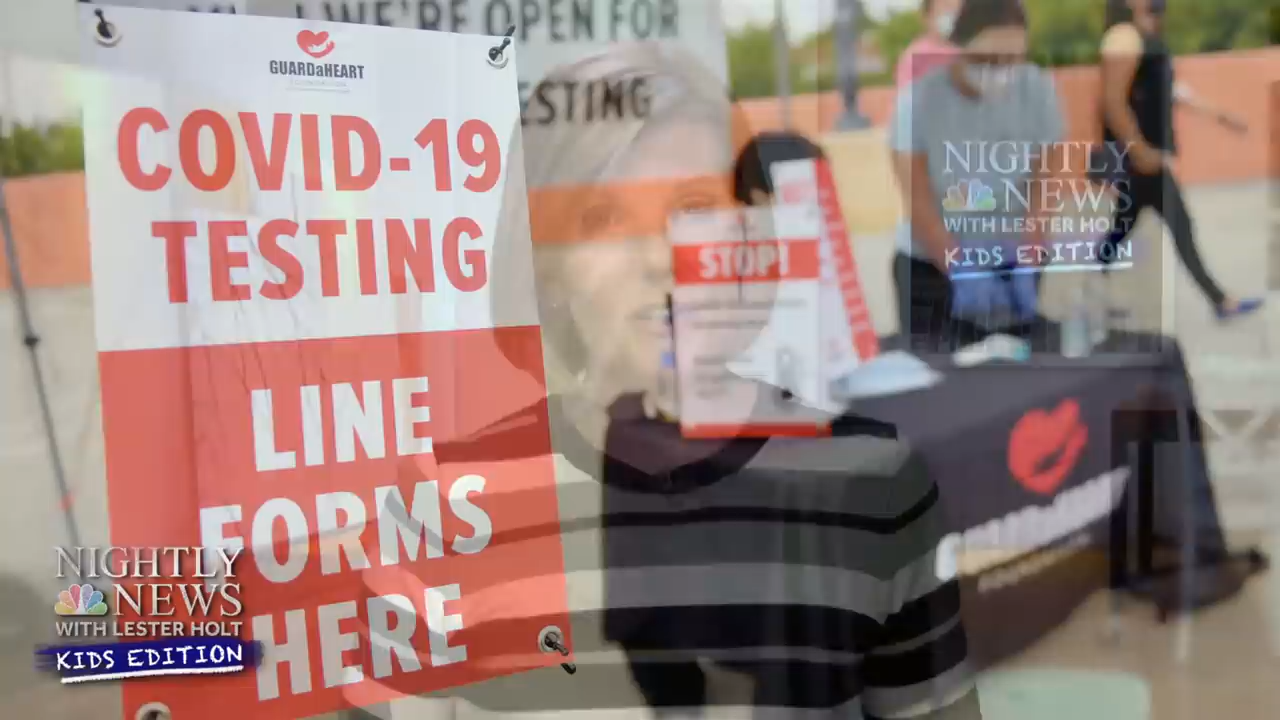 WE'RE OPEN FOR
GUARDaHEART
COVID-19
TESTING
LINE
FORMS
HERE
ESTING
STOP!
NIGHTLY
NEWS
WITH LESTER HOLT
KIDS EDITION
NIGHTLY
NEWS
WITH LESTER HOLT
KIDS EDITION